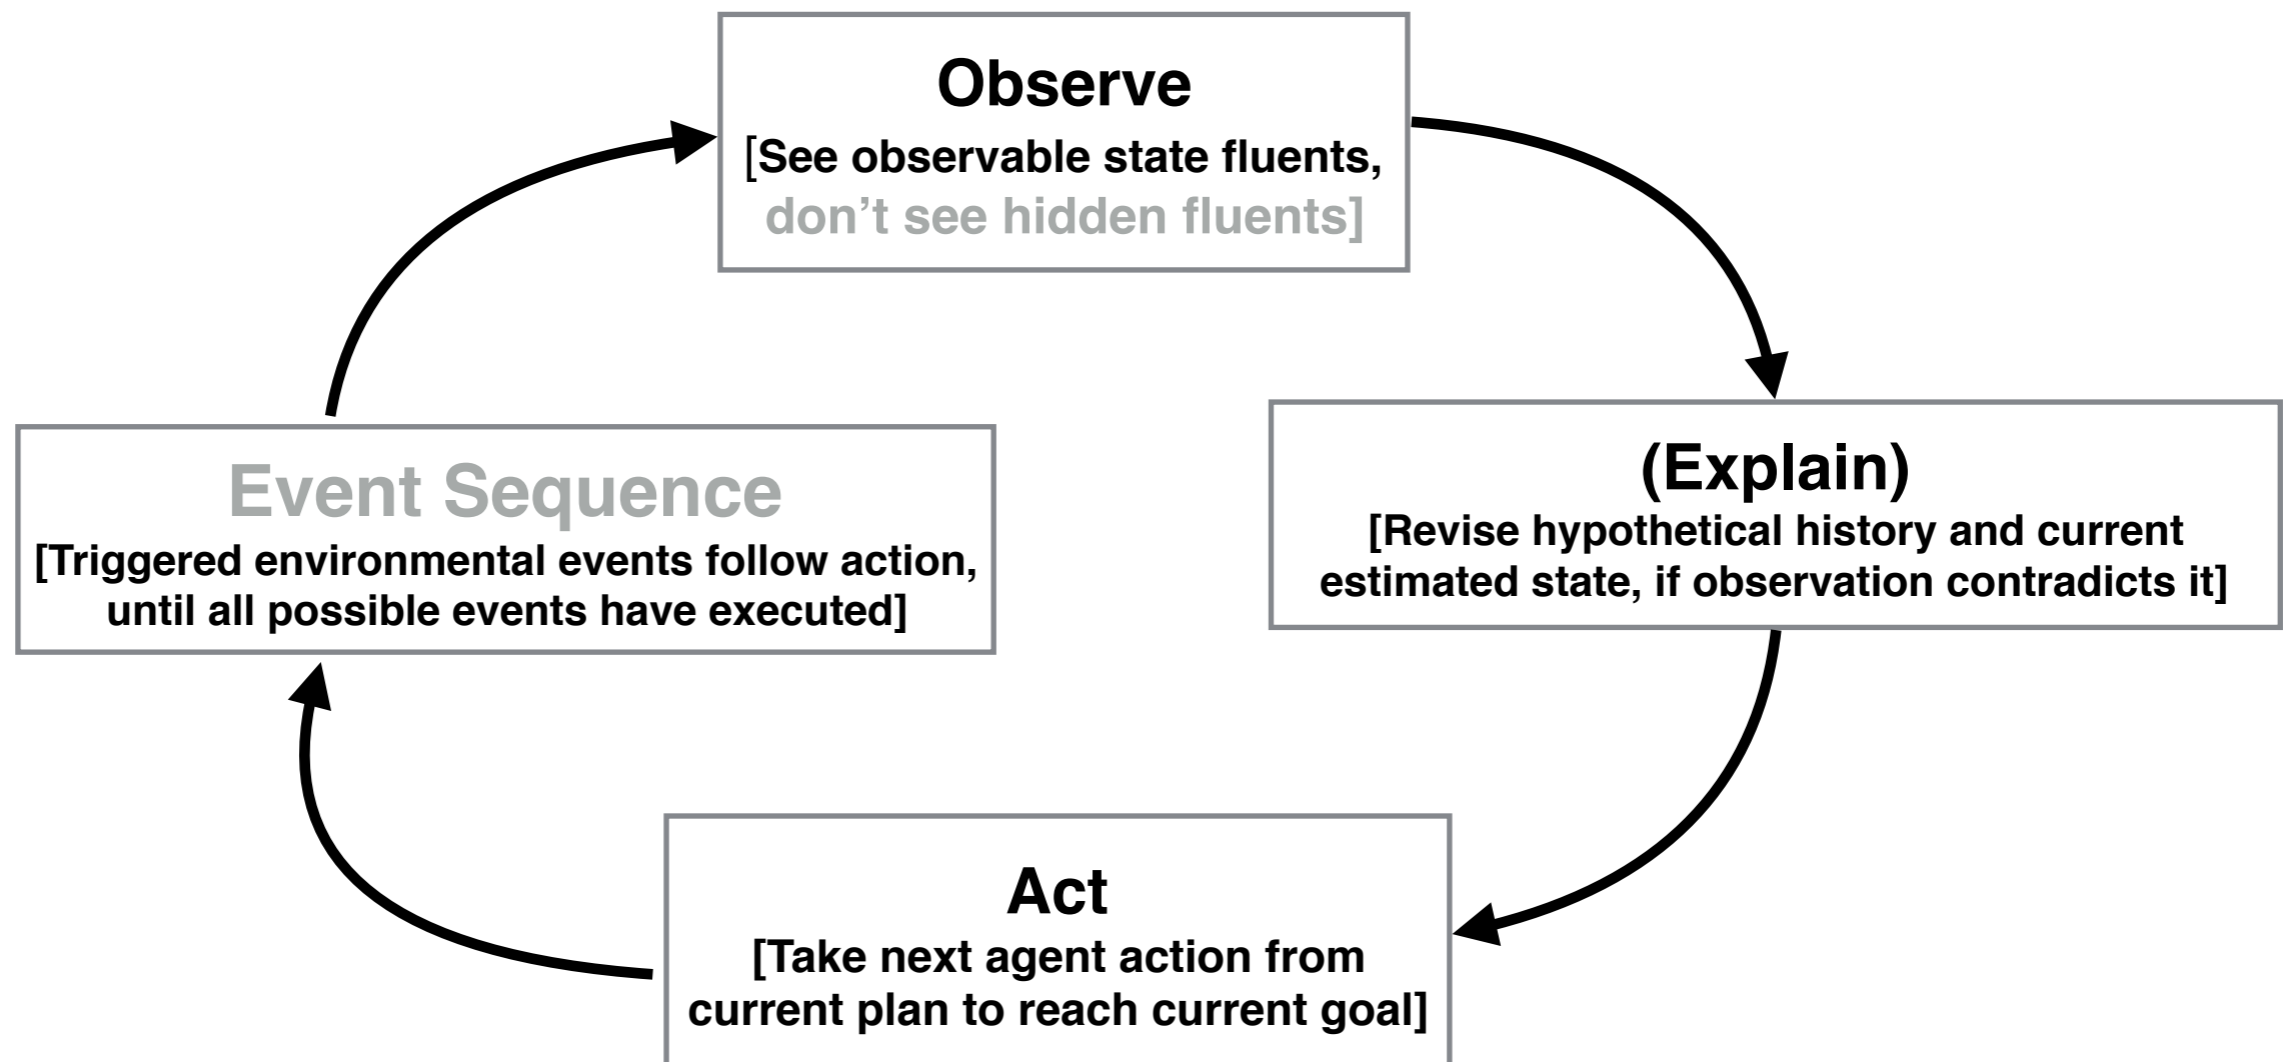 Observe
[See observable state fluents,
don’t see hidden fluents]
(Explain)
[Revise hypothetical history and current
estimated state, if observation contradicts it]
Event Sequence
[Triggered environmental events follow action,
until all possible events have executed]
Act
[Take next agent action from
current plan to reach current goal]